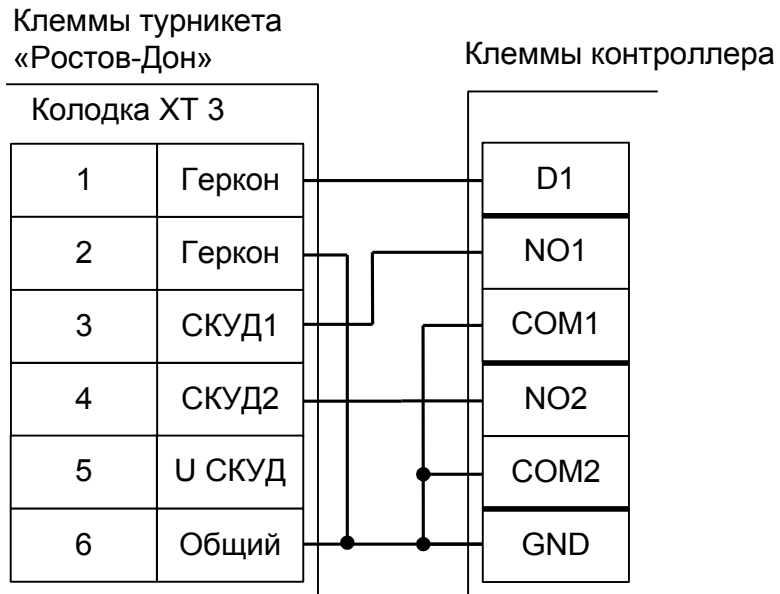 Клеммы турникета
«Ростов-Дон»
Клеммы контроллера
Колодка XT 3
1 Геркон
2 Геркон
3 СКУД1
4 СКУД2
5 U СКУД
6 Общий
D1
NO1
COM1
NO2
COM2
GND